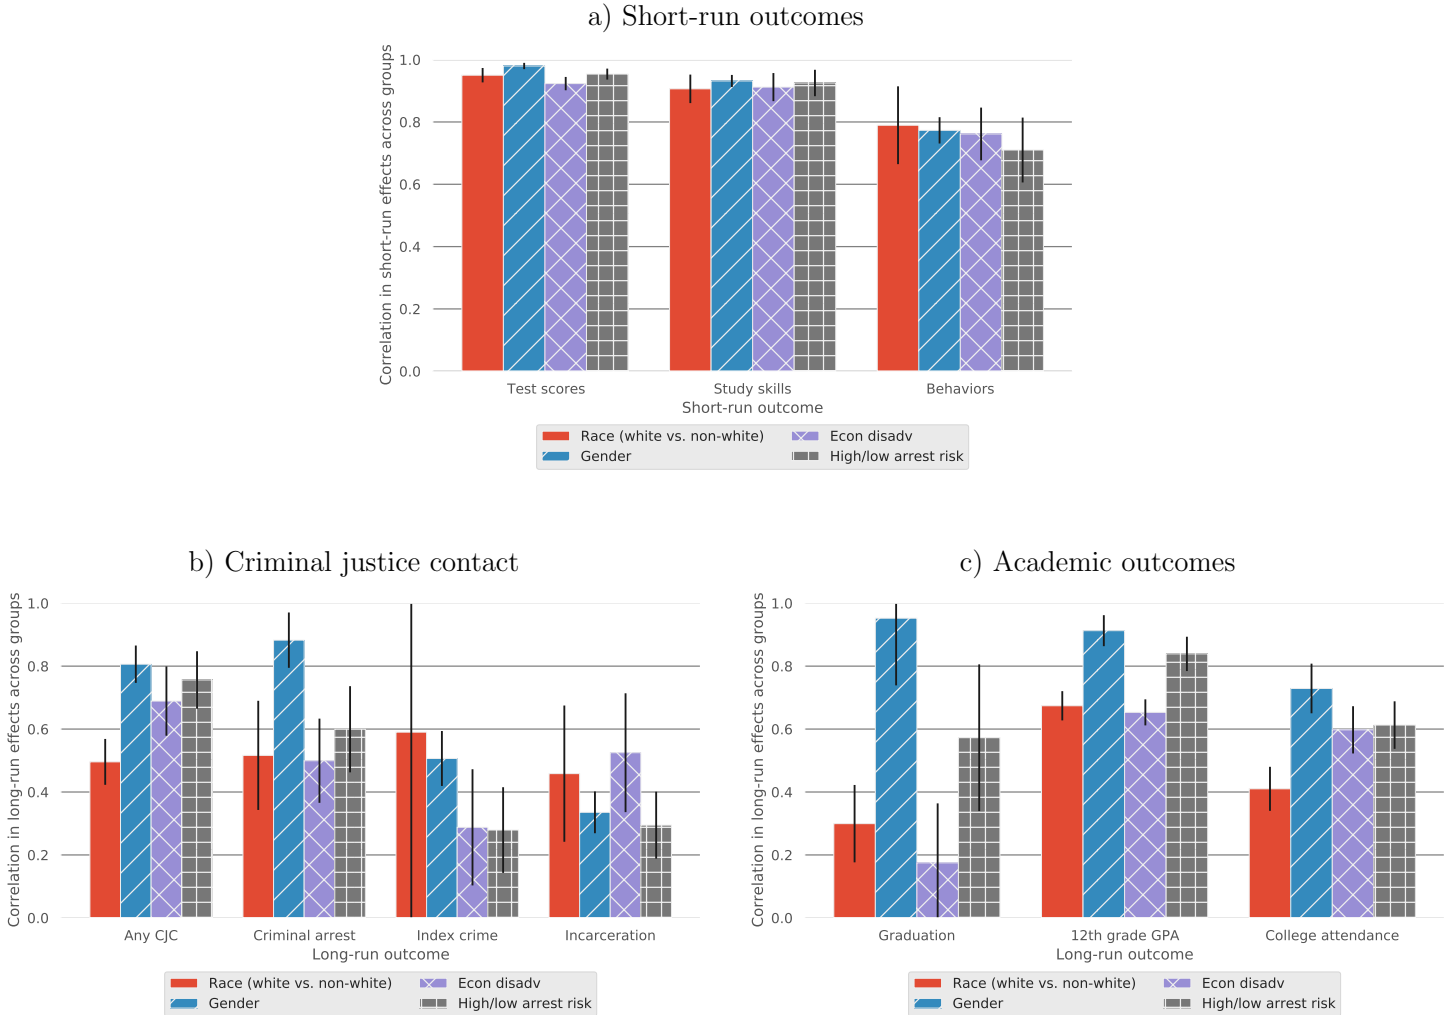 a) Short-run outcomes
Correlation in short-run effects across groups
1.0
0.8
0.6
0.4
0.2
0.0
Test scores Study skills Behaviors
Short-run outcome
Race (white vs. non-white) Econ disadv
Gender High/low arrest risk
b) Criminal justice contact
Correlation in long-run effects across groups
1.0
0.8
0.6
0.4
0.2
0.0
Any CJC Criminal arrest Index crime Incarceration
Long-run outcome
Race (white vs. non-white) Econ disadv
Gender High/low arrest risk
c) Academic outcomes
Correlation in long-run effects across groups
1.0
0.8
0.6
0.4
0.2
0.0
Graduation 12th grade GPA College attendance
Long-run outcome
Race (white vs. non-white) Econ disadv
Gender High/low arrest risk